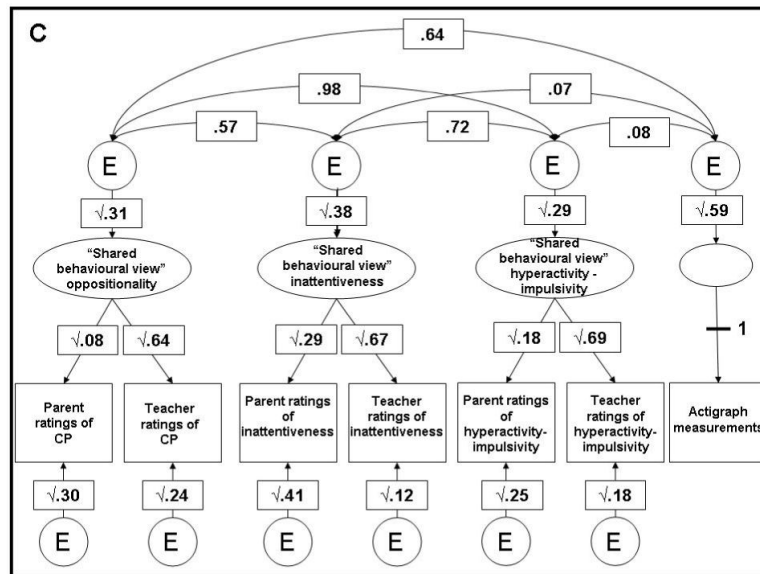 C
.64
.98
.07
.57
.72
.08
E
E
E
E
√.31
√.38
√.29
√.59
“Shared
behavioural view”
oppositionality
“Shared
behavioural view”
inattentiveness
“Shared
behavioural view”
hyperactivity -
impulsivity
√.08
√.64
√.29
√.67
√.18
√.69
1
Parent
ratings of
CP
Teacher
ratings of
CP
Parent ratings
of
inattentiveness
Teacher
ratings of
inattentiveness
Parent
ratings of
hyperactivity-
impulsivity
Teacher
ratings of
hyperactivity-
impulsivity
Actigraph
measurements
√.30
√.24
√.41
√.12
√.25
√.18
E
E
E
E
E
E